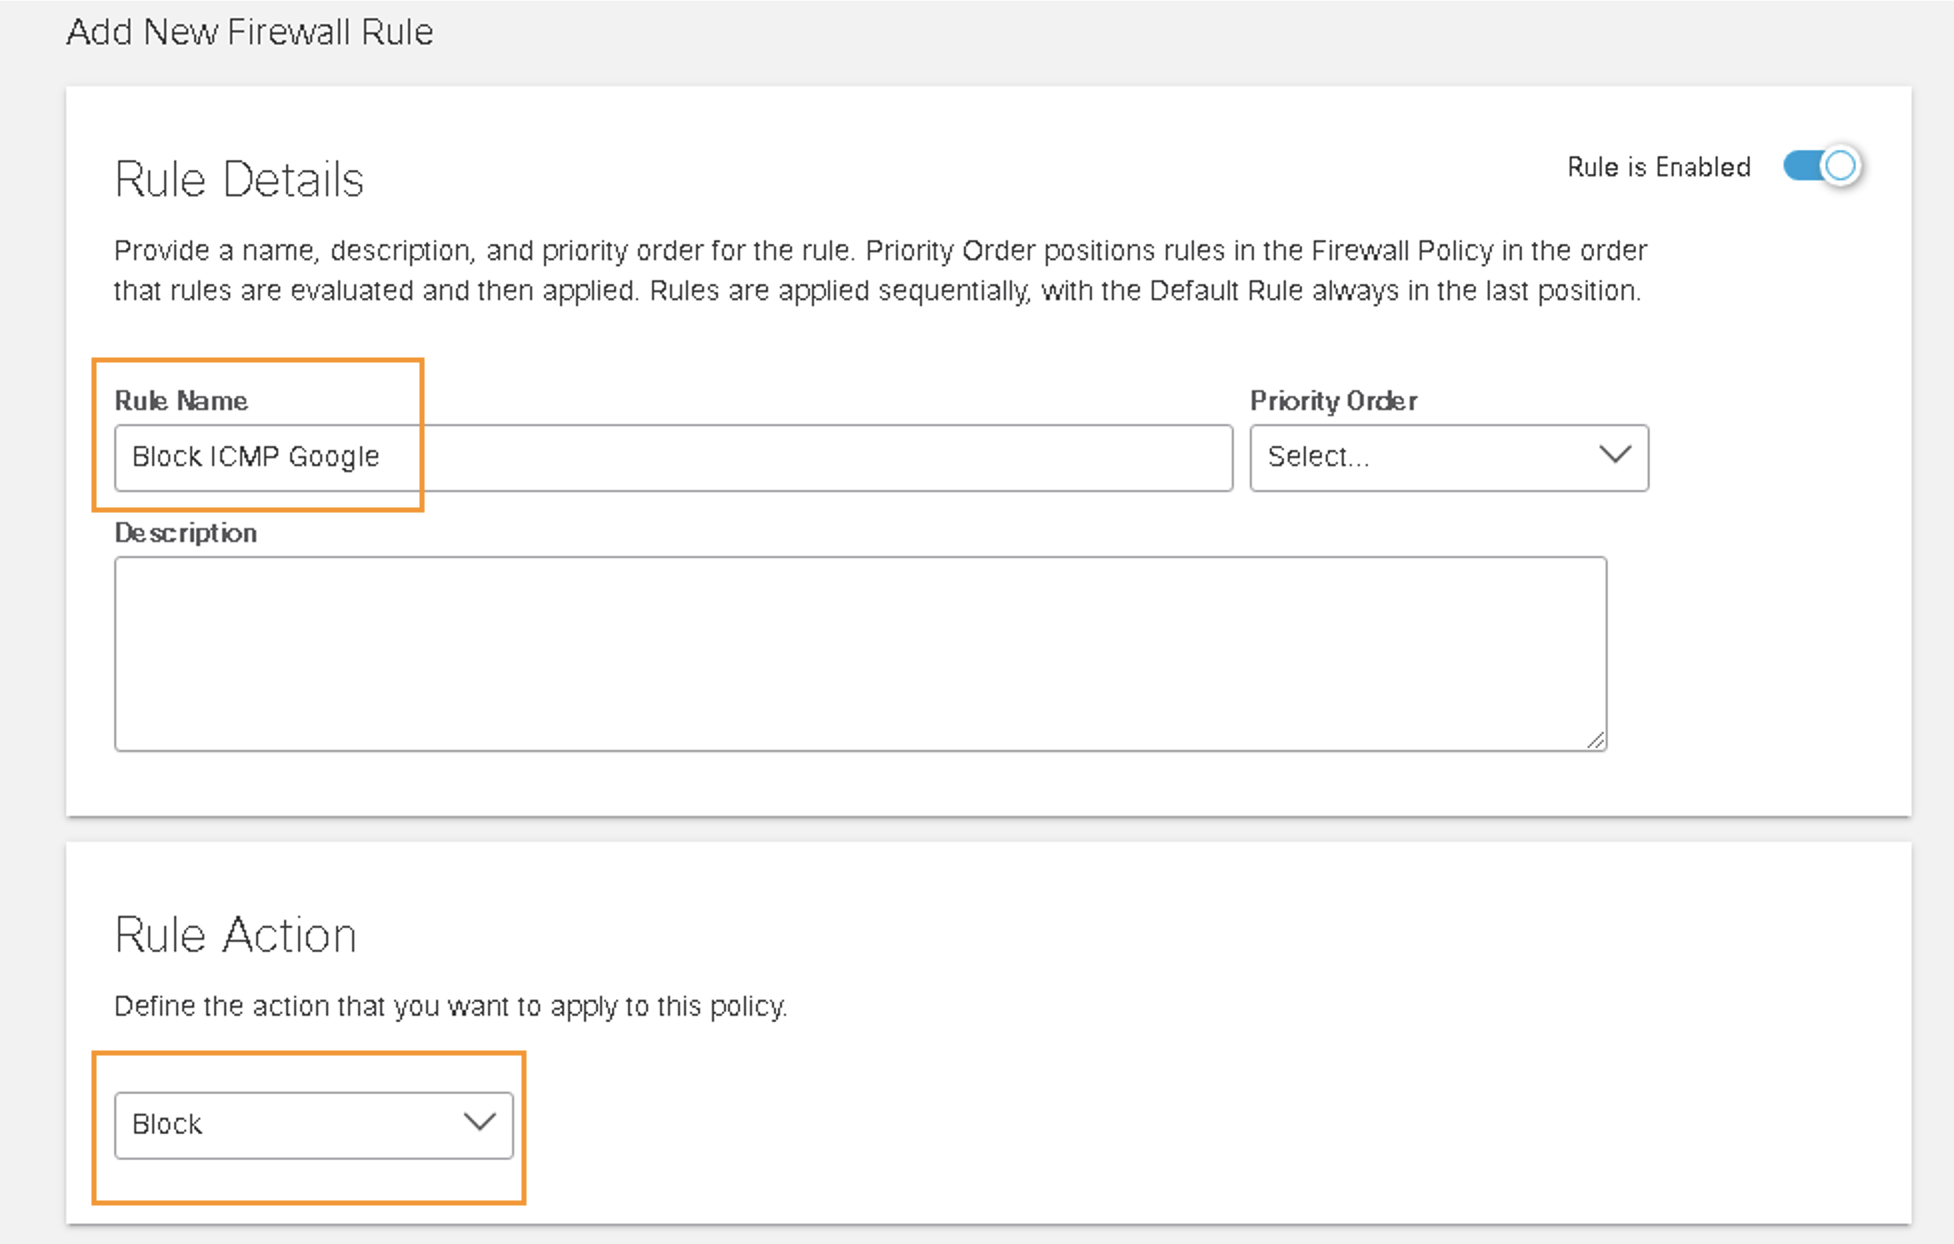 Add New Firewall Rule
Rule Details
Rule is Enabled
Provide a name, description, and priority order for the rule. Priority Order positions rules in the Firewall Policy in the order
that rules are evaluated and then applied. Rules are applied sequentially, with the Default Rule always in the last position.
Rule Name
Priority Order
Block ICMP Google
Select...
Description
Rule Action
Define the action that you want to apply to this policy.
Block